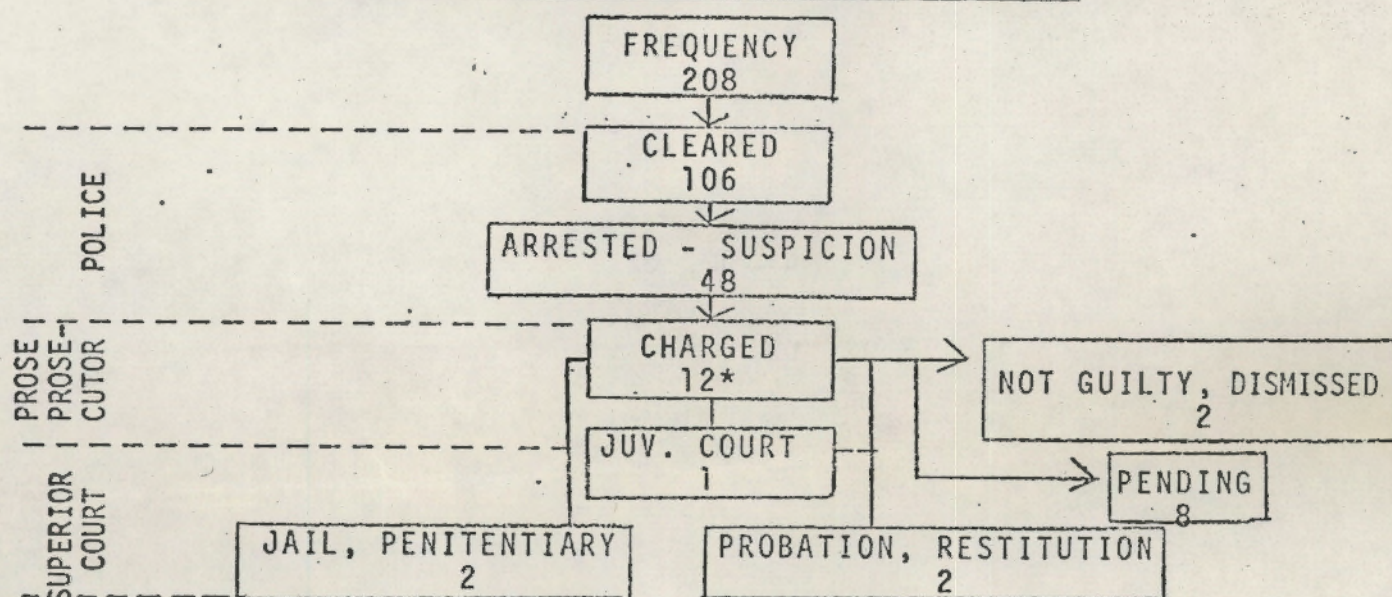 FREQUENCY
208
CLEARED
106
POLICE
ARRESTED - SUSPICION
48
PROSE
PROSE-
CUTOR
CHARGED
12*
NOT GUILTY, DISMISSED
2
JUV. COURT
1
PENDING
8
SUPERIOR
COURT
JAIL, PENITENTIARY
2
PROBATION, RESTITUTION
2